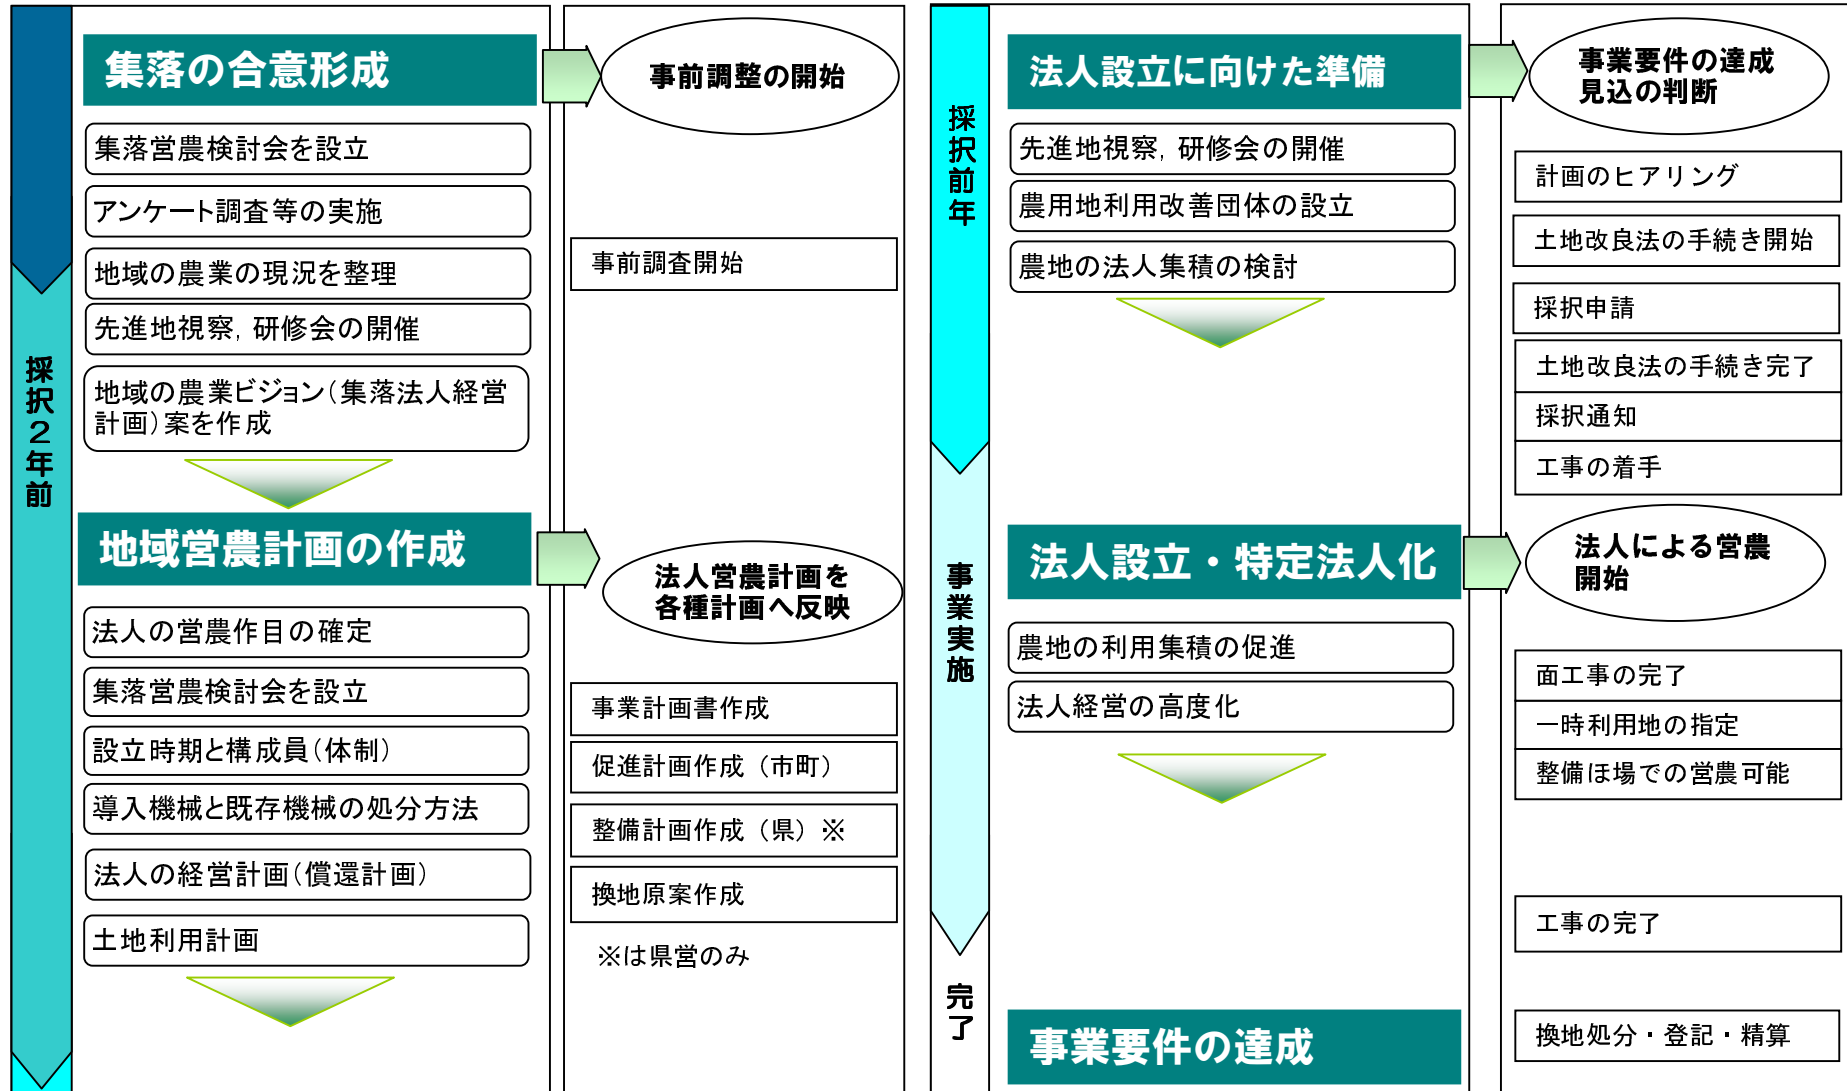 採択２年前
集落の合意形成
集落営農検討会を設立
アンケート調査等の実施
地域の農業の現況を整理
先進地視察，研修会の開催
地域の農業ビジョン（集落法人経営
計画）案を作成
地域営農計画の作成
法人の営農作目の確定
集落営農検討会を設立
設立時期と構成員（体制）
導入機械と既存機械の処分方法
法人の経営計画（償還計画）
土地利用計画
事前調整の開始
事前調査開始
法人営農計画を
各種計画へ反映
事業計画書作成
促進計画作成（市町）
整備計画作成（県）※
換地原案作成
※は県営のみ
採択前年
事業実施
完了
法人設立に向けた準備
先進地視察，研修会の開催
農用地利用改善団体の設立
農地の法人集積の検討
法人設立・特定法人化
農地の利用集積の促進
法人経営の高度化
事業要件の達成
事業要件の達成
見込の判断
計画のヒアリング
土地改良法の手続き開始
採択申請
土地改良法の手続き完了
採択通知
工事の着手
法人による営農
開始
面工事の完了
一時利用地の指定
整備ほ場での営農可能
工事の完了
換地処分・登記・精算